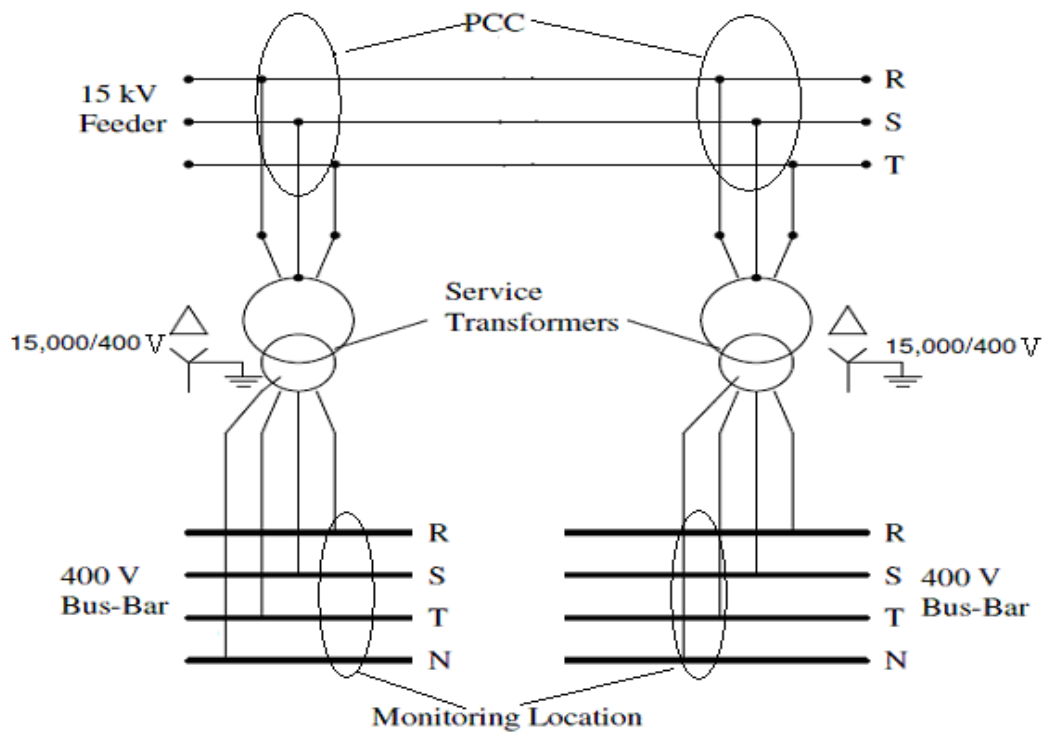 PCC
15 kV
Feeder
R
S
T
Service
Transformers
15,000/400 V
15,000/400 V
400 V
Bus-Bar
R
S
T
N
R
S
T
N
400 V
Bus-Bar
Monitoring Location